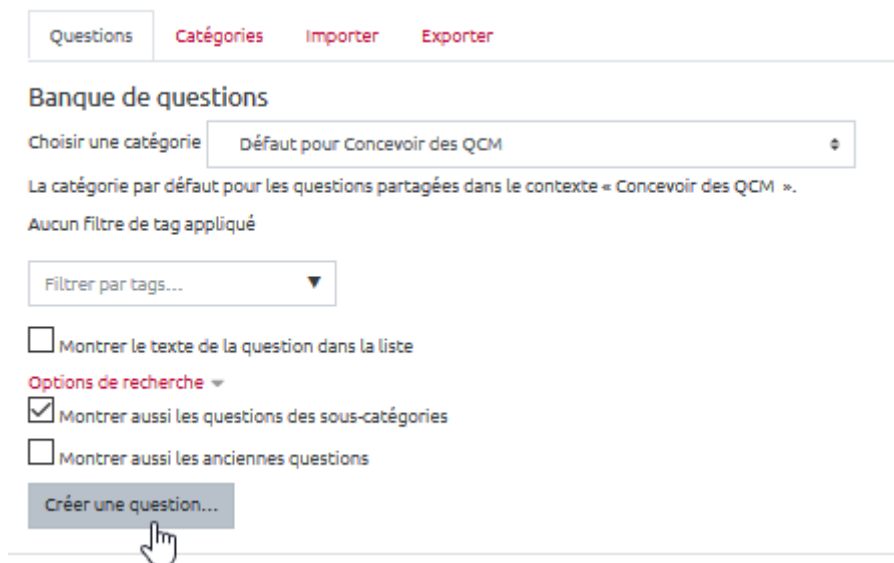 Questions Catégories Importer Exporter
Banque de questions
Choisir une catégorie Défaut pour Concevoir des QCM
La catégorie par défaut pour les questions partagées dans le contexte « Concevoir des QCM ».
Aucun filtre de tag appliqué
Filtrer par tags...
Montrer le texte de la question dans la liste
Options de recherche
Montrer aussi les questions des sous-catégories
Montrer aussi les anciennes questions
Créer une question...